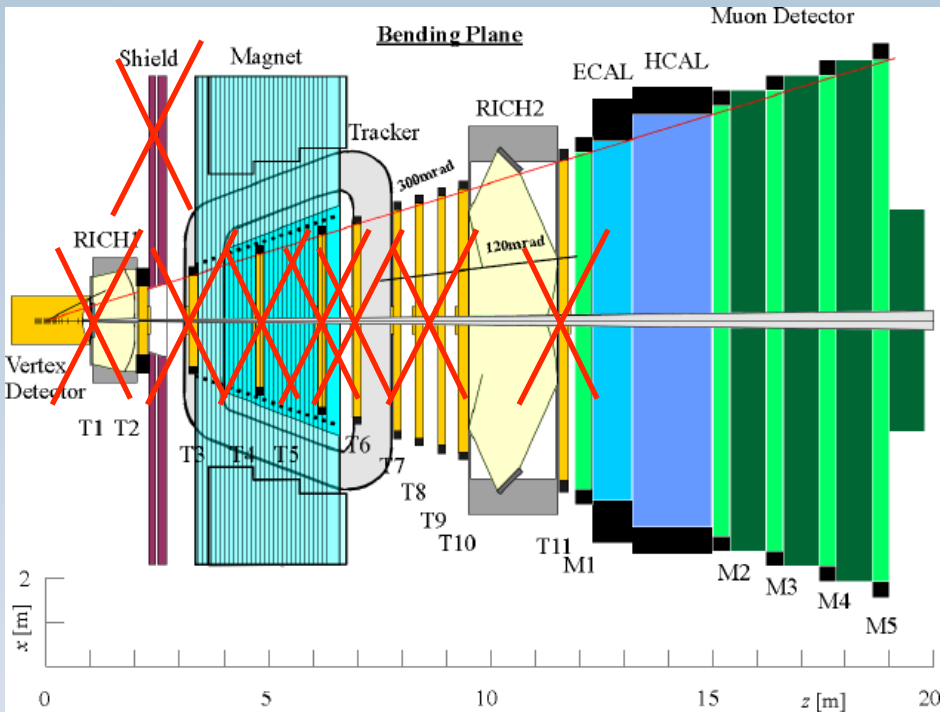 Muon Detector
Bending Plane
Shield
Magnet
ECAL
HCAL
RICH2
Tracker
300mrad
RICH1
120mrad
Vertex
Detector
T1
T2
T3
T4
T5
T6
T7
T8
T9
T10
T11
M1
M2
M3
M4
M5
2
x [m]
0
5
10
15
z [m]
20